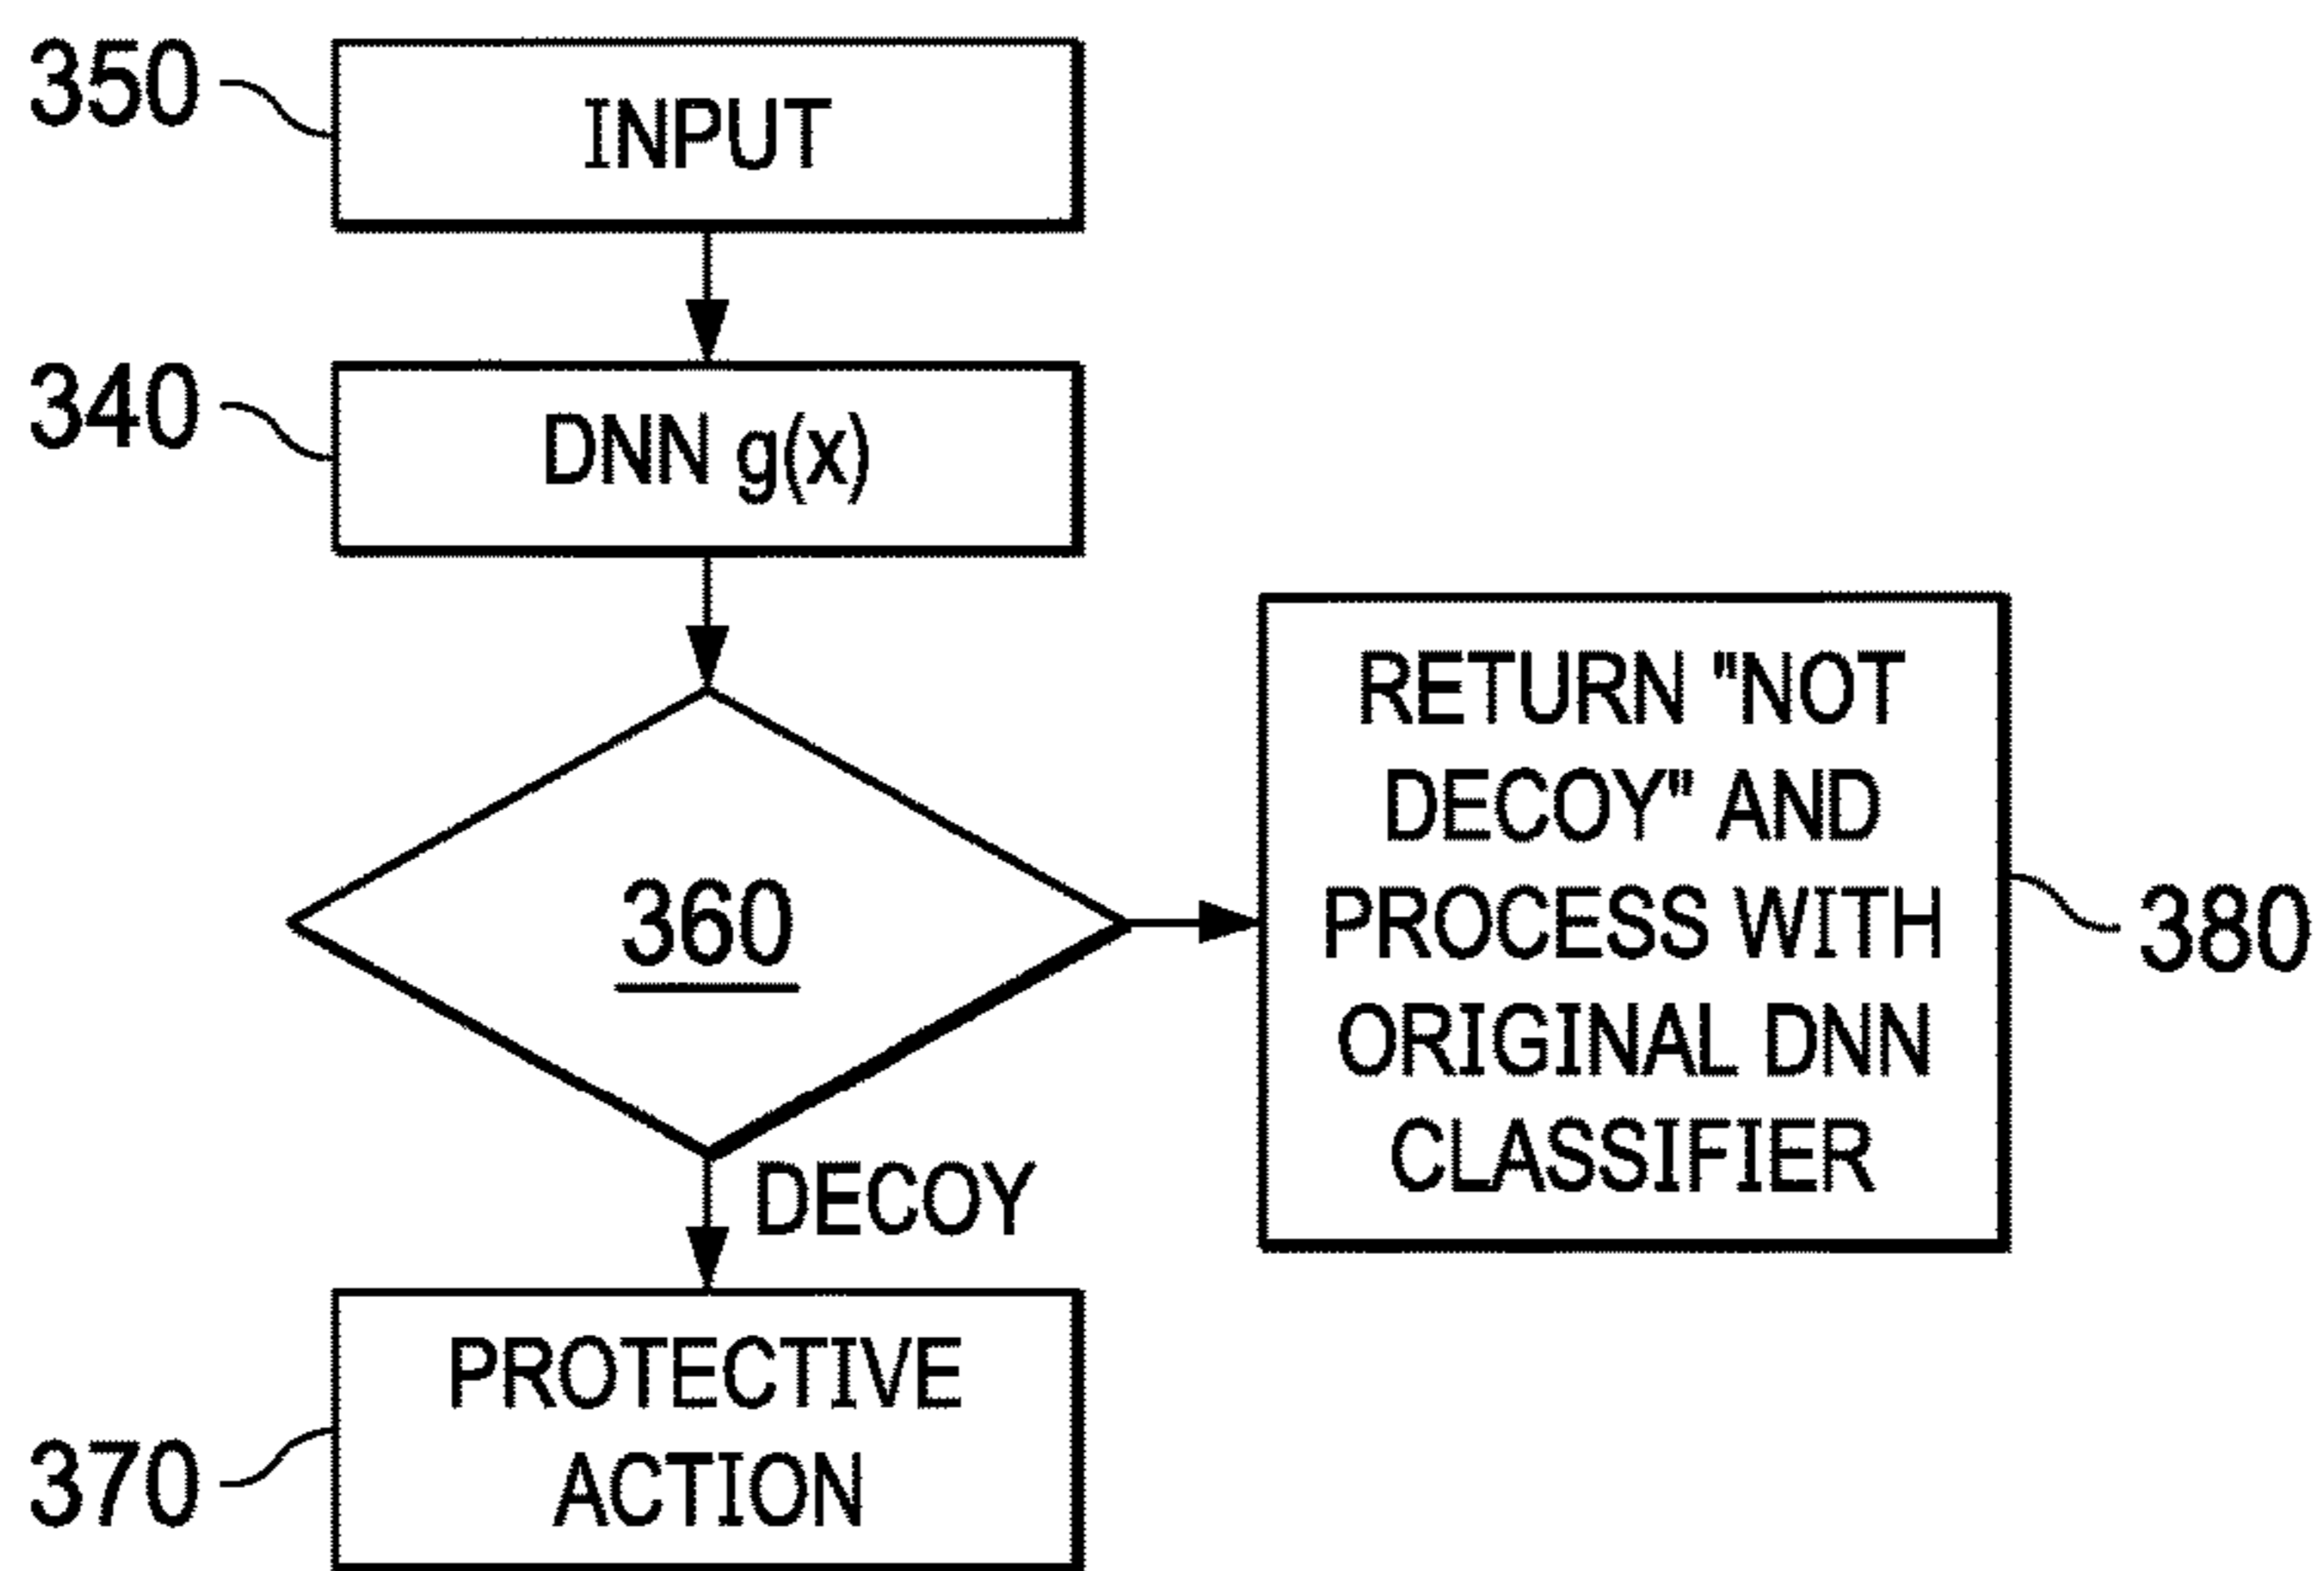 350
INPUT
340
DNN g(x)
360
RETURN "NOT
DECOY" AND
PROCESS WITH
ORIGINAL DNN
CLASSIFIER
380
DECOY
PROTECTIVE
ACTION
370